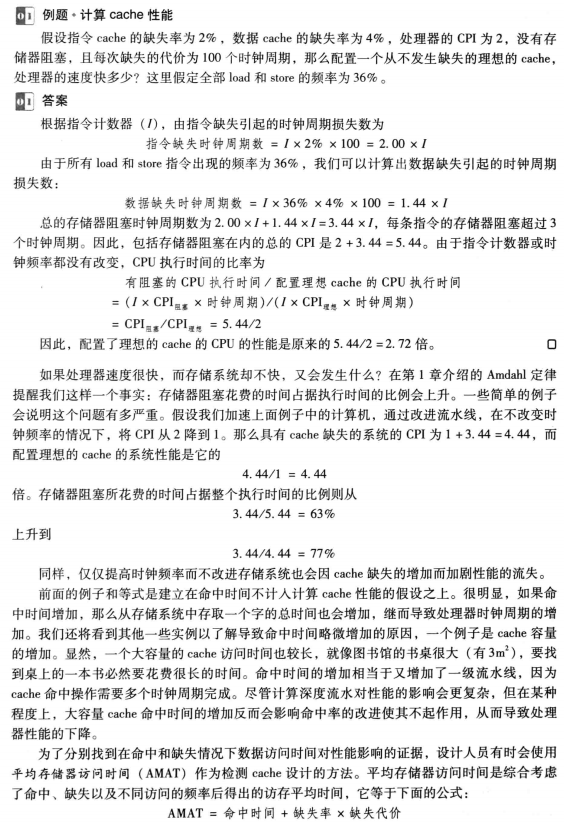 例题·计算 cache 性能
假设指令 cache 的缺失率为 2%，数据 cache 的缺失率为 4%，处理器的 CPI 为 2，没有存
储器阻塞，且每次缺失的代价为 100 个时钟周期，那么配置一个从不发生缺失的理想的 cache，
处理器的速度快多少？这里假定全部 load 和 store 的频率为 36%。
答案
根据指令计数器（I），由指令缺失引起的时钟周期损失数为
指令缺失时钟周期数 = I × 2% × 100 = 2.00 × I
由于所有 load 和 store 指令出现的频率为 36%，我们可以计算出数据缺失引起的时钟周期
损失数：
数据缺失时钟周期数 = I × 36% × 4% × 100 = 1.44 × I
总的存储器阻塞时钟周期数为 2.00 × I + 1.44 × I = 3.44 × I，每条指令的存储器阻塞超过 3
个时钟周期。因此，包括存储器阻塞在内的总的 CPI 是 2 + 3.44 = 5.44。由于指令计数器或时
钟频率都没有改变，CPU 执行时间的比率为
有阻塞的 CPU 执行时间 / 配置理想 cache 的 CPU 执行时间
= (I × CPI阻塞 × 时钟周期)/(I × CPI理想 × 时钟周期)
= CPI阻塞/CPI理想 = 5.44/2
因此，配置了理想的 cache 的 CPU 的性能是原来的 5.44/2 = 2.72 倍。
如果处理器速度很快，而存储系统却不快，又会发生什么？在第 1 章介绍的 Amdahl 定律
提醒我们这样一个事实：存储器阻塞花费的时间占据执行时间的比例会上升。一些简单的例子
会说明这个问题有多严重。假设我们加速上面例子中的计算机，通过改进流水线，在不改变时
钟频率的情况下，将 CPI 从 2 降到 1。那么具有 cache 缺失的系统的 CPI 为 1 + 3.44 = 4.44，而
配置理想的 cache 的系统性能是它的
4.44/1 = 4.44
倍。存储器阻塞所花费的时间占据整个执行时间的比例则从
3.44/5.44 = 63%
上升到
3.44/4.44 = 77%
同样，仅仅提高时钟频率而不改进存储系统也会因 cache 缺失的增加而加剧性能的流失。
前面的例子和等式是建立在命中时间不计入计算 cache 性能的假设之上。很明显，如果命
中时间增加，那么从存储系统中存取一个字的总时间也会增加，继而导致处理器时钟周期的增
加。我们还将看到其他一些实例以了解导致命中时间略微增加的原因，一个例子是 cache 容量
的增加。显然，一个大容量的 cache 访问时间也较长，就像图书馆的书桌很大（有 3m²），要找
到桌上的一本书必然要花费很长的时间。命中时间的增加相当于又增加了一级流水线，因为
cache 命中操作需要多个时钟周期完成。尽管计算深度流水对性能的影响会更复杂，但在某种
程度上，大容量 cache 命中时间的增加反而会影响命中率的改进使其不起作用，从而导致处理
器性能的下降。
为了分别找到在命中和缺失情况下数据访问时间对性能影响的证据，设计人员有时会使用
平均存储器访问时间（AMAT）作为检测 cache 设计的方法。平均存储器访问时间是综合考虑
了命中、缺失以及不同访问的频率后得出的访存平均时间，它等于下面的公式：
AMAT = 命中时间 + 缺失率 × 缺失代价